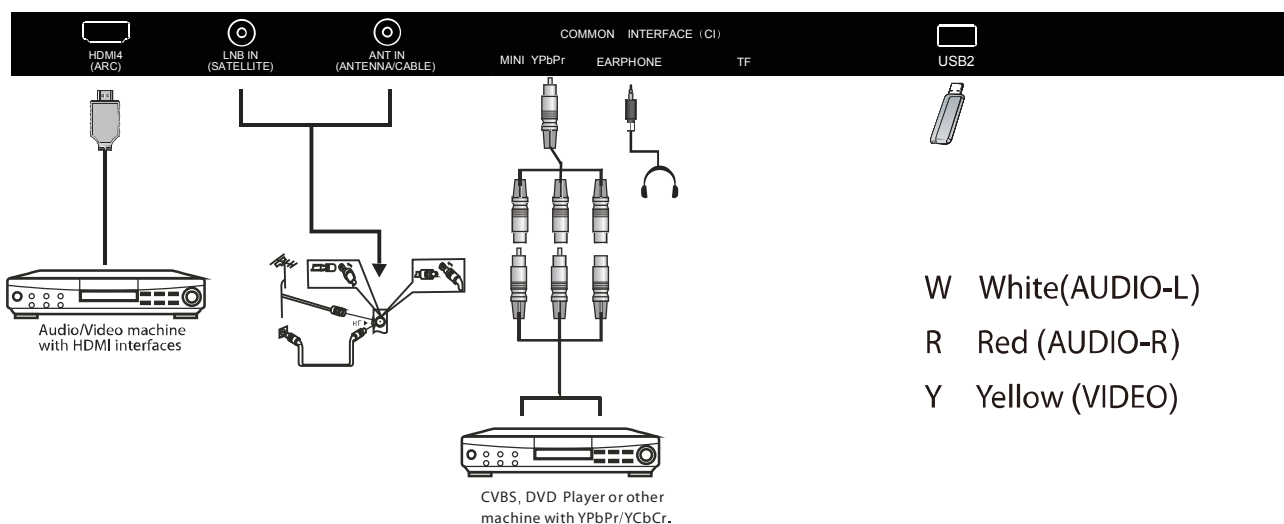 COMMON INTERFACE (CI)
HDMI4
(ARC)
LNB IN
(SATELLITE)
ANT IN
(ANTENNA/CABLE)
MINI YPbPr
EARPHONE
TF
USB2
RF
Audio/Video machine
with HDMI interfaces
W White(AUDIO-L)
R Red (AUDIO-R)
Y Yellow (VIDEO)
CVBS, DVD Player or other
machine with YPbPr/YCbCr.